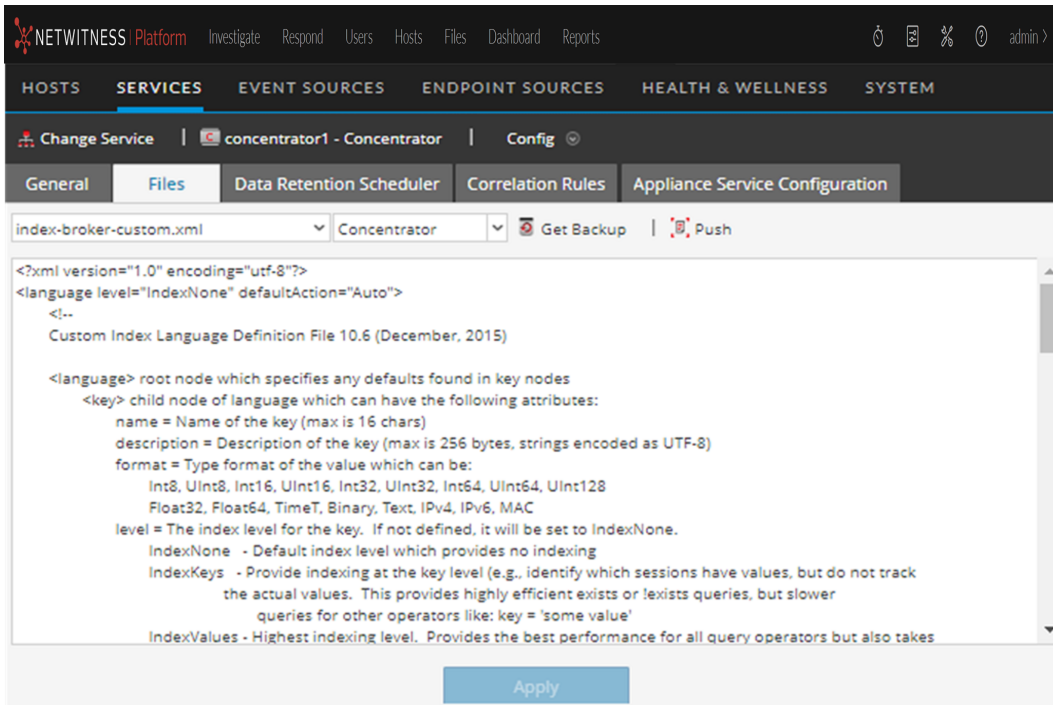 NETWITNESS | Platform Investigate Respond Users Hosts Files Dashboard Reports admin >
HOSTS SERVICES EVENT SOURCES ENDPOINT SOURCES HEALTH & WELLNESS SYSTEM
Change Service | C concentrator1 - Concentrator | Config
General Files Data Retention Scheduler Correlation Rules Appliance Service Configuration
index-broker-custom.xml Concentrator Get Backup | Push
<?xml version="1.0" encoding="utf-8"?>
<language level="IndexNone" defaultAction="Auto">
<!--
Custom Index Language Definition File 10.6 (December, 2015)
<language> root node which specifies any defaults found in key nodes
<key> child node of language which can have the following attributes:
name = Name of the key (max is 16 chars)
description = Description of the key (max is 256 bytes, strings encoded as UTF-8)
format = Type format of the value which can be:
Int8, UInt8, Int16, UInt16, Int32, UInt32, Int64, UInt64, UInt128
Float32, Float64, TimeT, Binary, Text, IPv4, IPv6, MAC
level = The index level for the key.  If not defined, it will be set to IndexNone.
IndexNone   - Default index level which provides no indexing
IndexKeys   - Provide indexing at the key level (e.g., identify which sessions have values, but do not track
the actual values.  This provides highly efficient exists or !exists queries, but slower
queries for other operators like: key = 'some value'
IndexValues - Highest indexing level.  Provides the best performance for all query operators but also takes
Apply